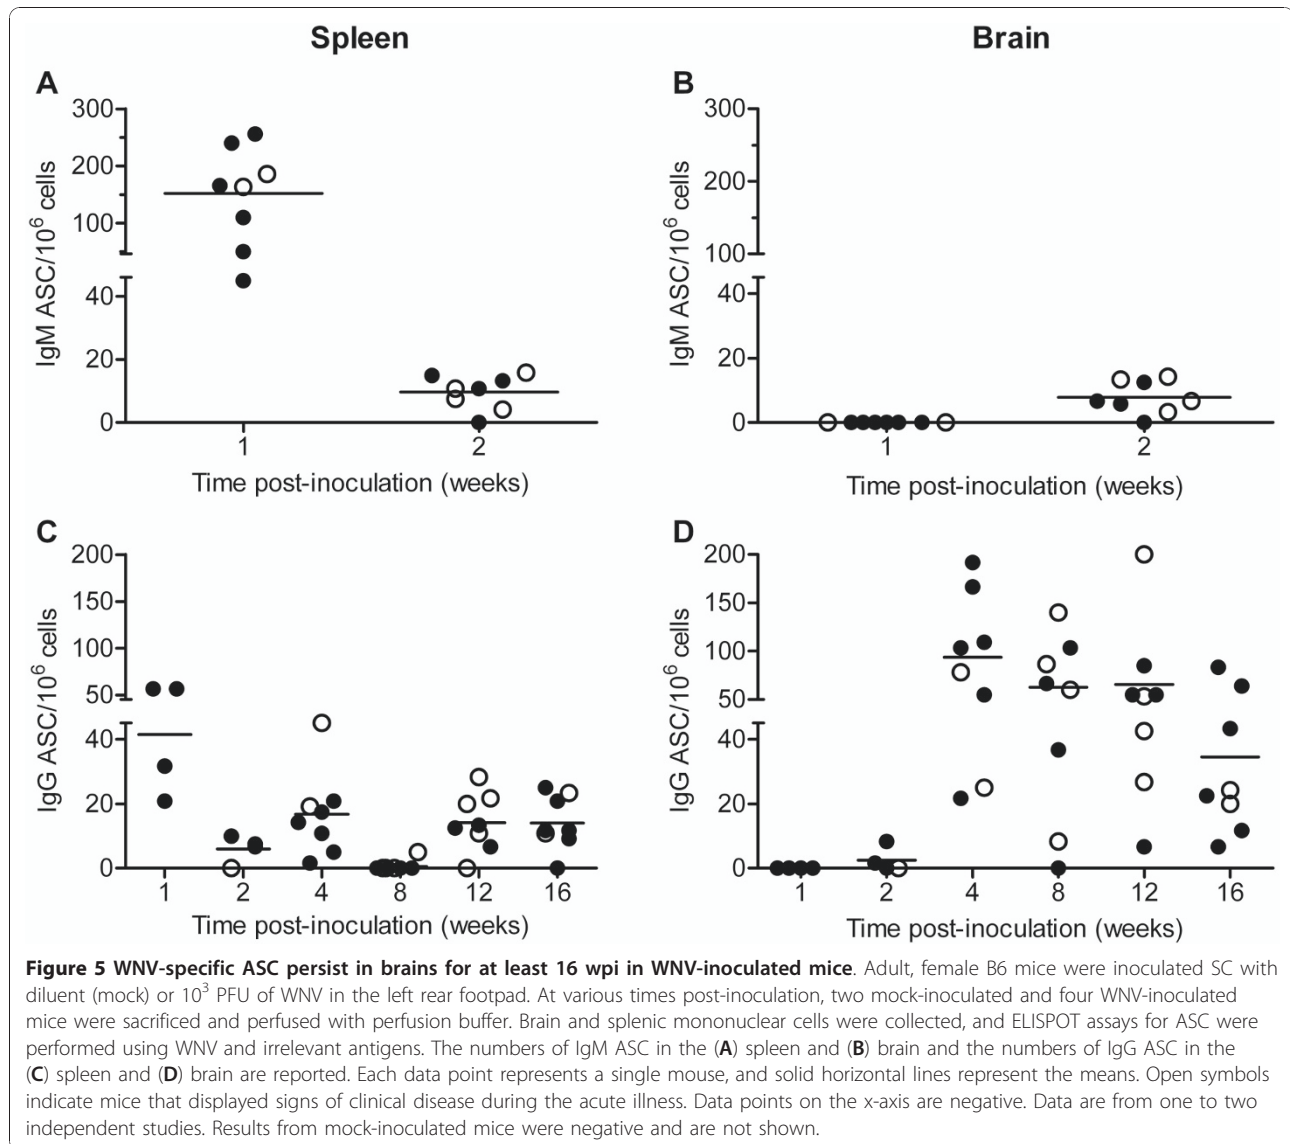 Spleen
Brain
A
300
200
100
40
20
0
IgM ASC/10^6 cells
1
2
Time post-inoculation (weeks)
B
300
200
100
40
20
0
IgM ASC/10^6 cells
1
2
Time post-inoculation (weeks)
C
200
150
100
50
40
20
0
IgG ASC/10^6 cells
1
2
4
8
12
16
Time post-inoculation (weeks)
D
200
150
100
50
40
20
0
IgG ASC/10^6 cells
1
2
4
8
12
16
Time post-inoculation (weeks)
Figure 5 WNV-specific ASC persist in brains for at least 16 wpi in WNV-inoculated mice. Adult, female B6 mice were inoculated SC with
diluent (mock) or 10^3 PFU of WNV in the left rear footpad. At various times post-inoculation, two mock-inoculated and four WNV-inoculated
mice were sacrificed and perfused with perfusion buffer. Brain and splenic mononuclear cells were collected, and ELISPOT assays for ASC were
performed using WNV and irrelevant antigens. The numbers of IgM ASC in the (A) spleen and (B) brain and the numbers of IgG ASC in the
(C) spleen and (D) brain are reported. Each data point represents a single mouse, and solid horizontal lines represent the means. Open symbols
indicate mice that displayed signs of clinical disease during the acute illness. Data points on the x-axis are negative. Data are from one to two
independent studies. Results from mock-inoculated mice were negative and are not shown.